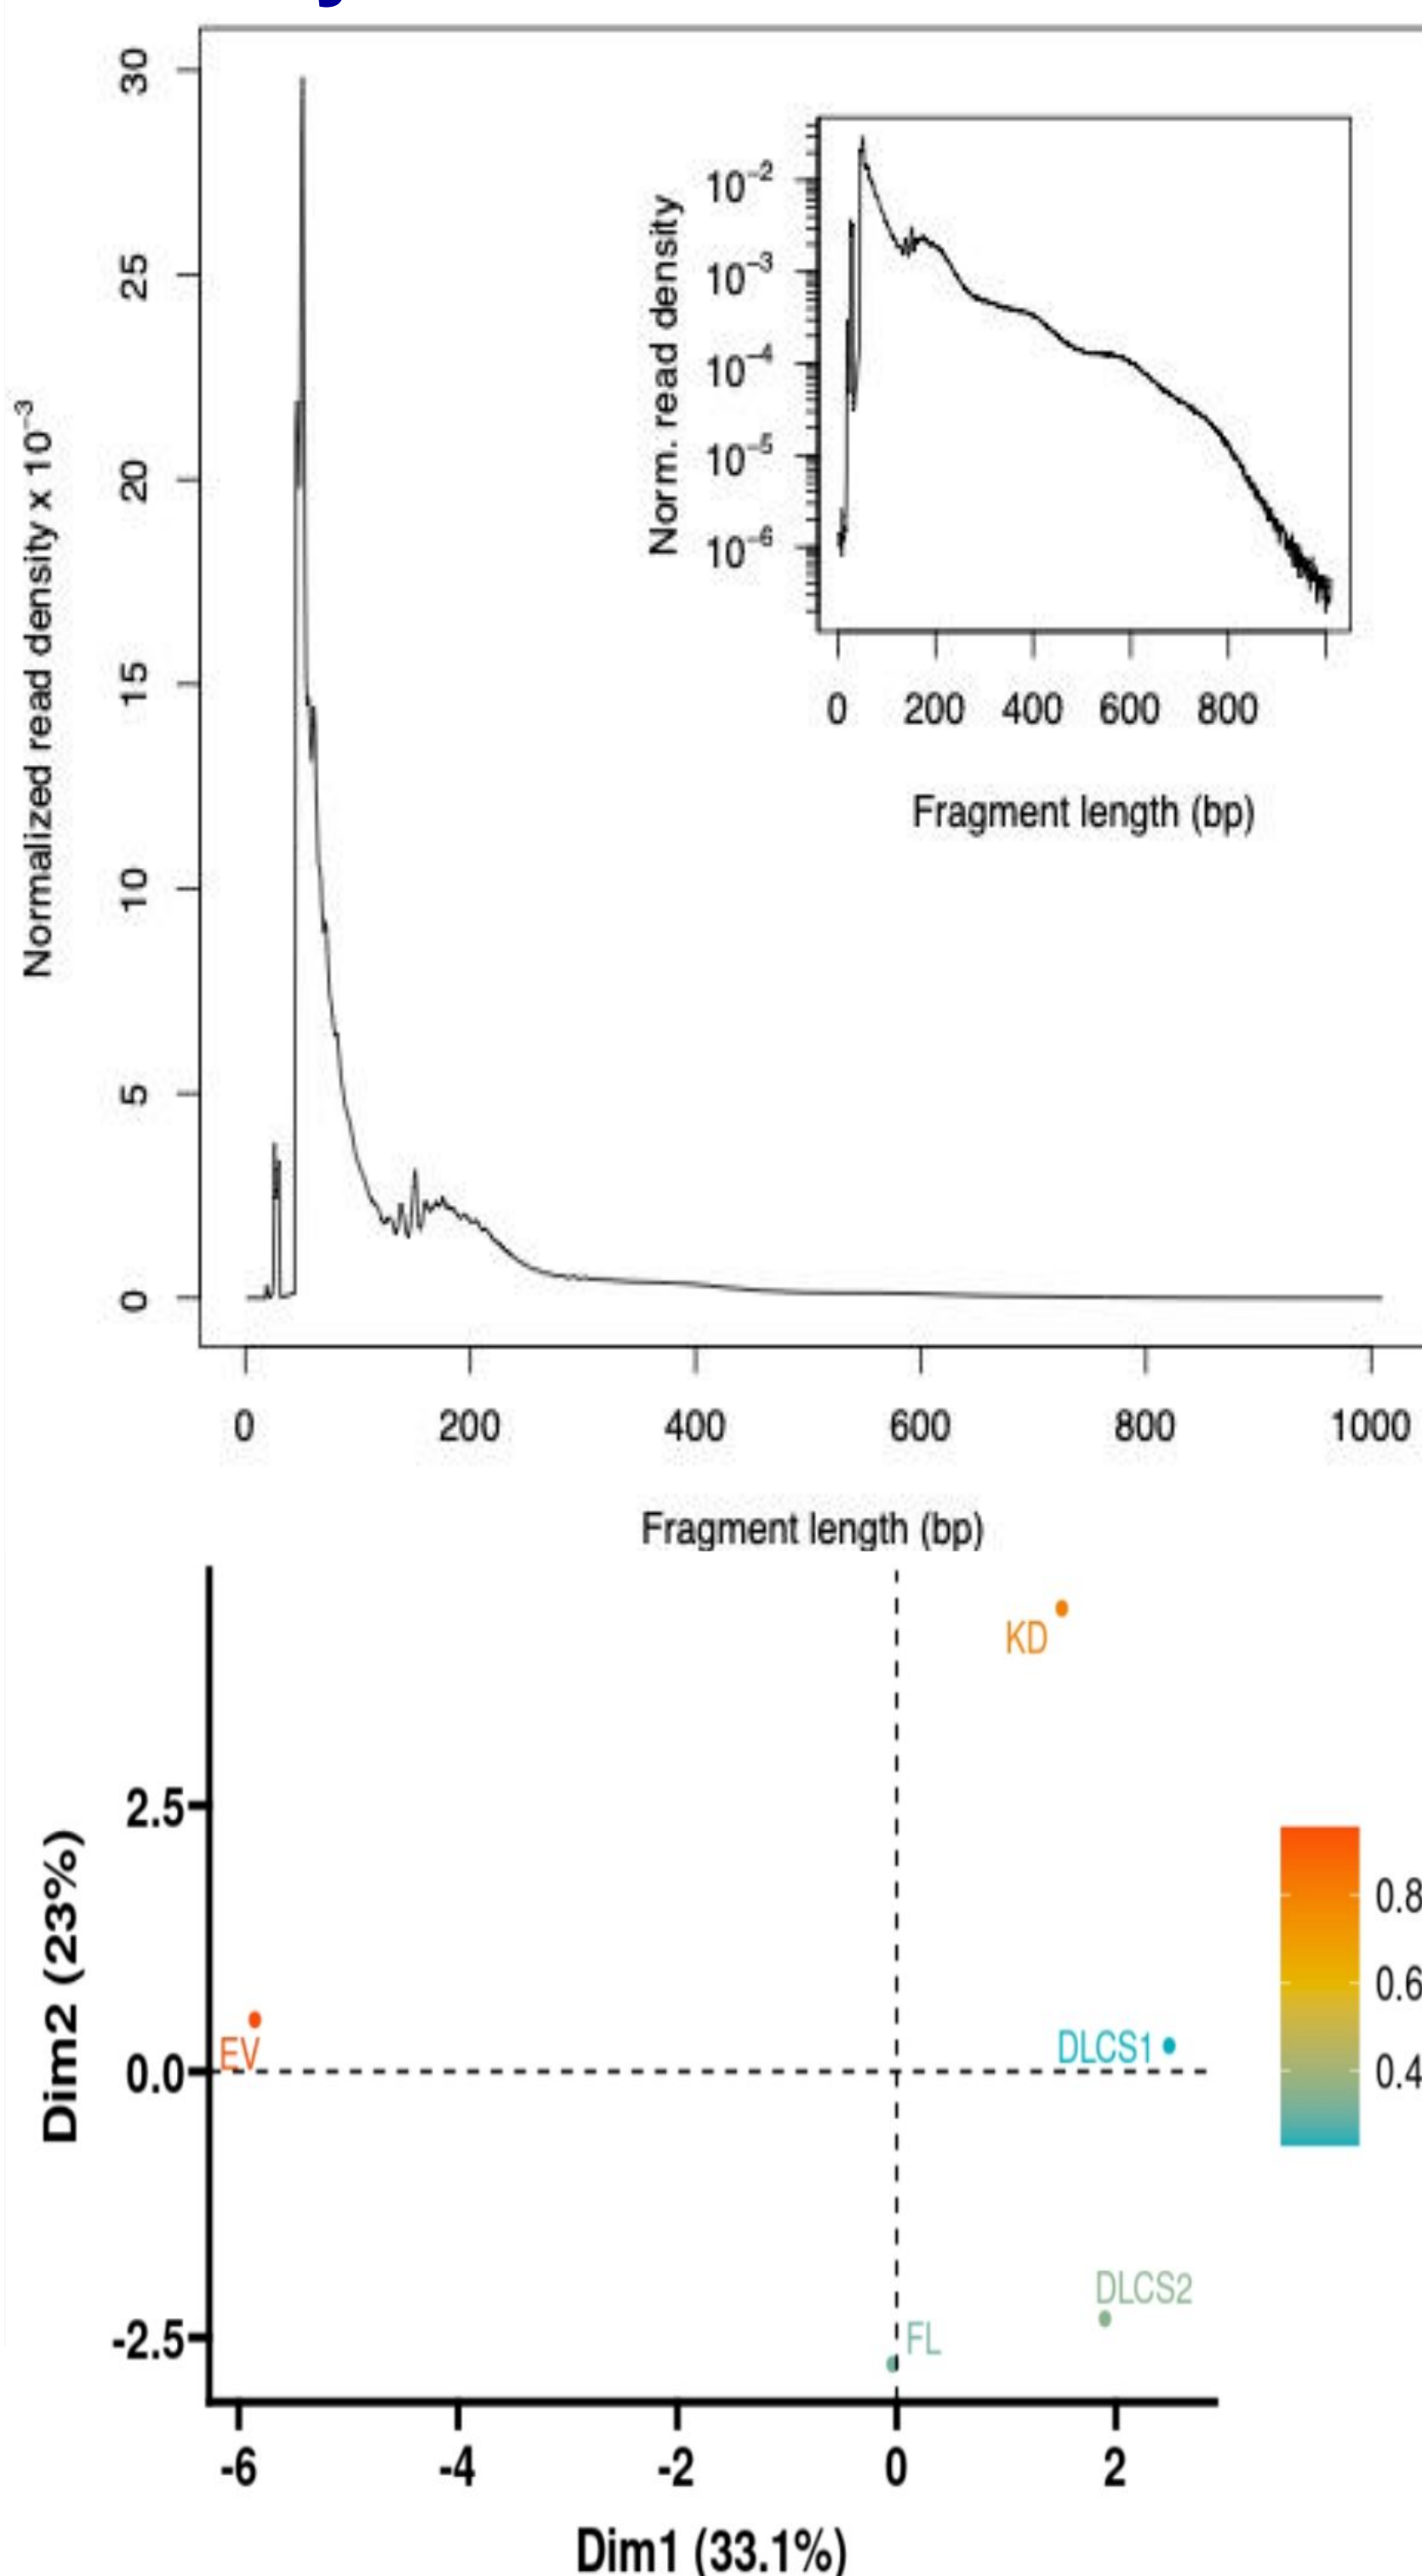 30
25
20
15
10
5
0
Normalized read density x 10⁻³
0 200 400 600 800 1000
Fragment length (bp)
Norm. read density
10⁻²
10⁻³
10⁻⁴
10⁻⁵
10⁻⁶
0 200 400 600 800
Fragment length (bp)
KD
EV
DLCS1
DLCS2
FL
2.5
0.0
-2.5
Dim2 (23%)
-6 -4 -2 0 2
Dim1 (33.1%)
0.8
0.6
0.4